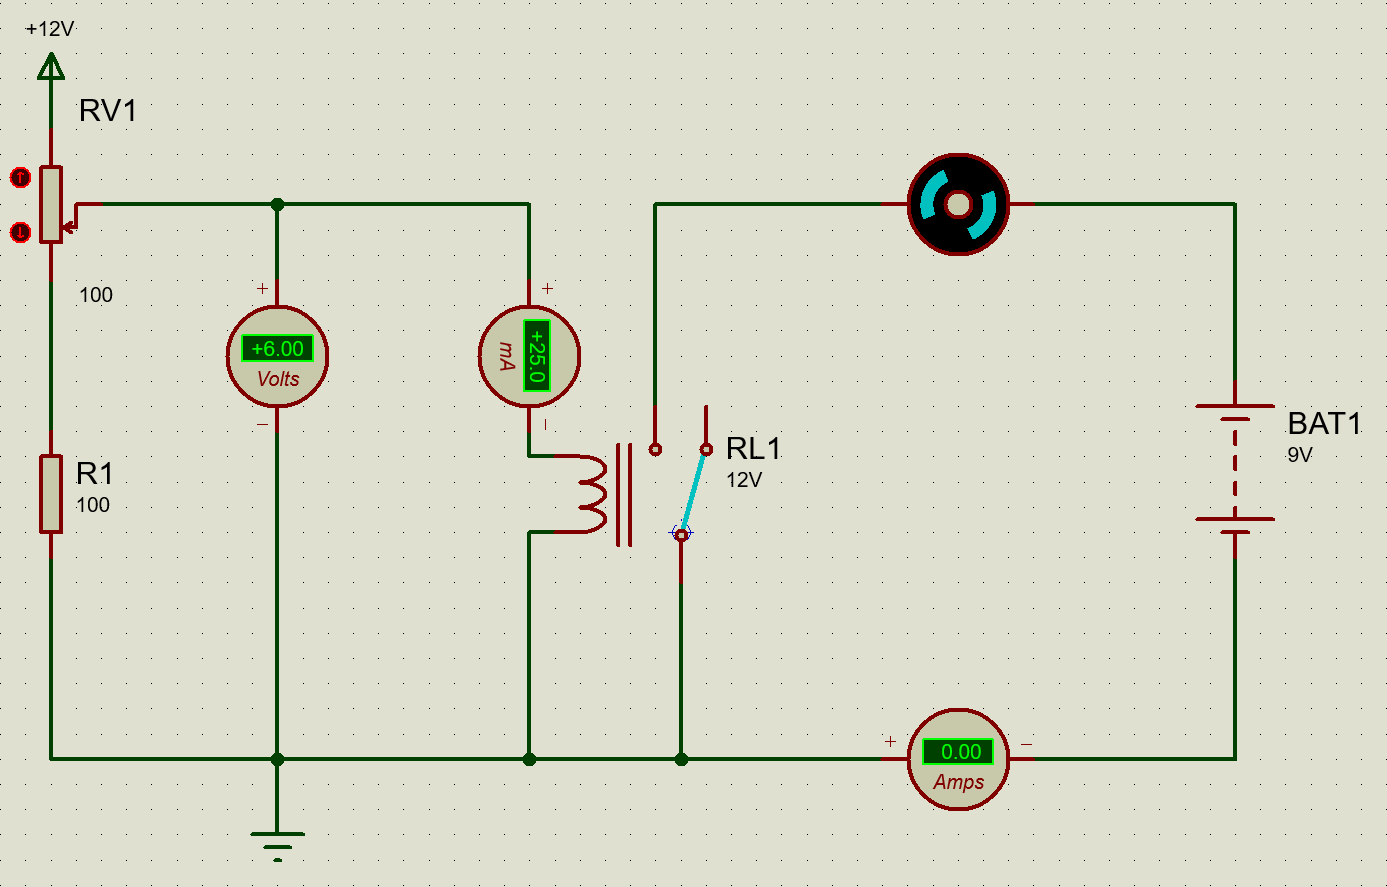 +12V
RV1
100
+
+6.00
Volts
−
+
+25.0
mA
−
R1
100
RL1
12V
BAT1
9V
+
−
0.00
Amps